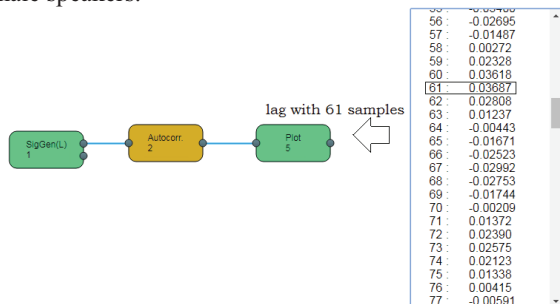 56 : -0.02695
57 : -0.01487
58 : 0.00272
59 : 0.02328
60 : 0.03618
61 : 0.03687
62 : 0.02808
63 : 0.01237
64 : -0.00443
65 : -0.01671
66 : -0.02523
67 : -0.02992
68 : -0.02753
69 : -0.01744
70 : -0.00209
71 : 0.01372
72 : 0.02390
73 : 0.02575
74 : 0.02123
75 : 0.01338
76 : 0.00415
77 : -0.00591
lag with 61 samples
SigGen(L)
1
Autocorr.
2
Plot
5